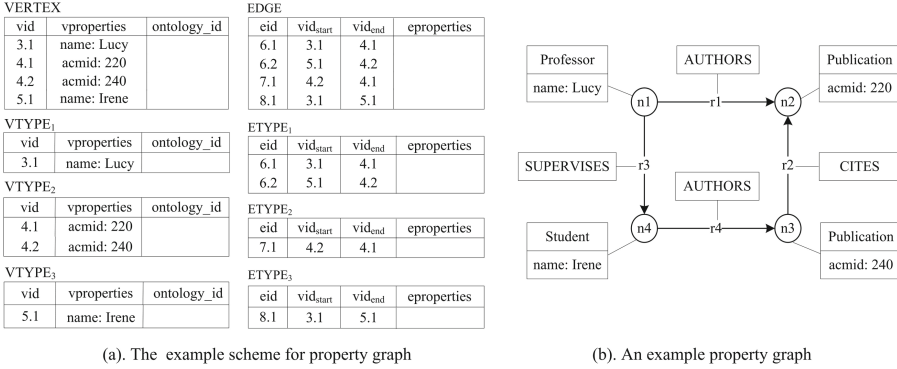 VERTEX
vid vproperties ontology_id
3.1 name: Lucy
4.1 acmid: 220
4.2 acmid: 240
5.1 name: Irene
VTYPE1
vid vproperties ontology_id
3.1 name: Lucy
VTYPE2
vid vproperties ontology_id
4.1 acmid: 220
4.2 acmid: 240
VTYPE3
vid vproperties ontology_id
5.1 name: Irene
EDGE
eid vidstart vidend eproperties
6.1 3.1 4.1
6.2 5.1 4.2
7.1 4.2 4.1
8.1 3.1 5.1
ETYPE1
eid vidstart vidend eproperties
6.1 3.1 4.1
6.2 5.1 4.2
ETYPE2
eid vidstart vidend eproperties
7.1 4.2 4.1
ETYPE3
eid vidstart vidend eproperties
8.1 3.1 5.1
(a). The example scheme for property graph
Professor
name: Lucy
AUTHORS
Publication
acmid: 220
n1
r1
n2
SUPERVISES
r3
r2
CITES
AUTHORS
n4
r4
n3
Student
name: Irene
Publication
acmid: 240
(b). An example property graph